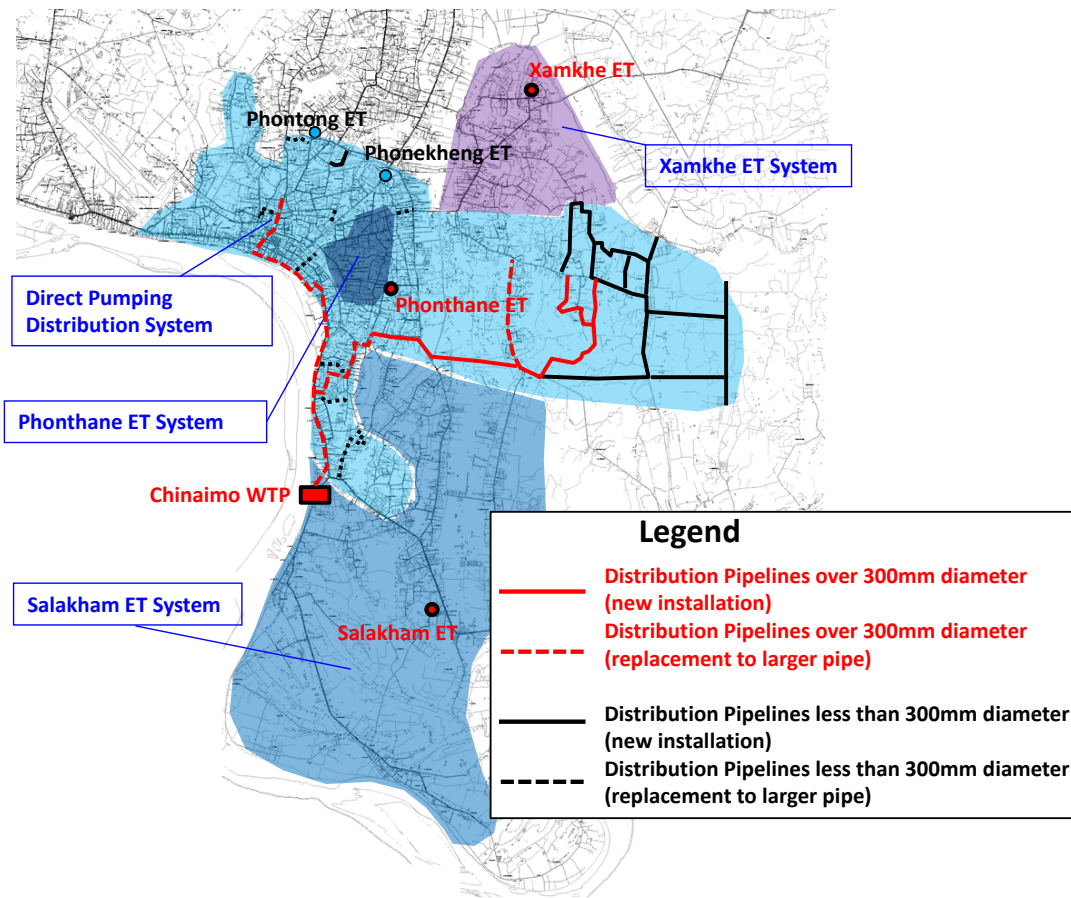 Xamkhe ET
Phontong ET
Phonekheng ET
Xamkhe ET System
Direct Pumping
Distribution System
Phonthane ET
Phonthane ET System
Chinaimo WTP
Legend
Distribution Pipelines over 300mm diameter
(new installation)
Distribution Pipelines over 300mm diameter
(replacement to larger pipe)
Salakham ET System
Salakham ET
Distribution Pipelines less than 300mm diameter
(new installation)
Distribution Pipelines less than 300mm diameter
(replacement to larger pipe)